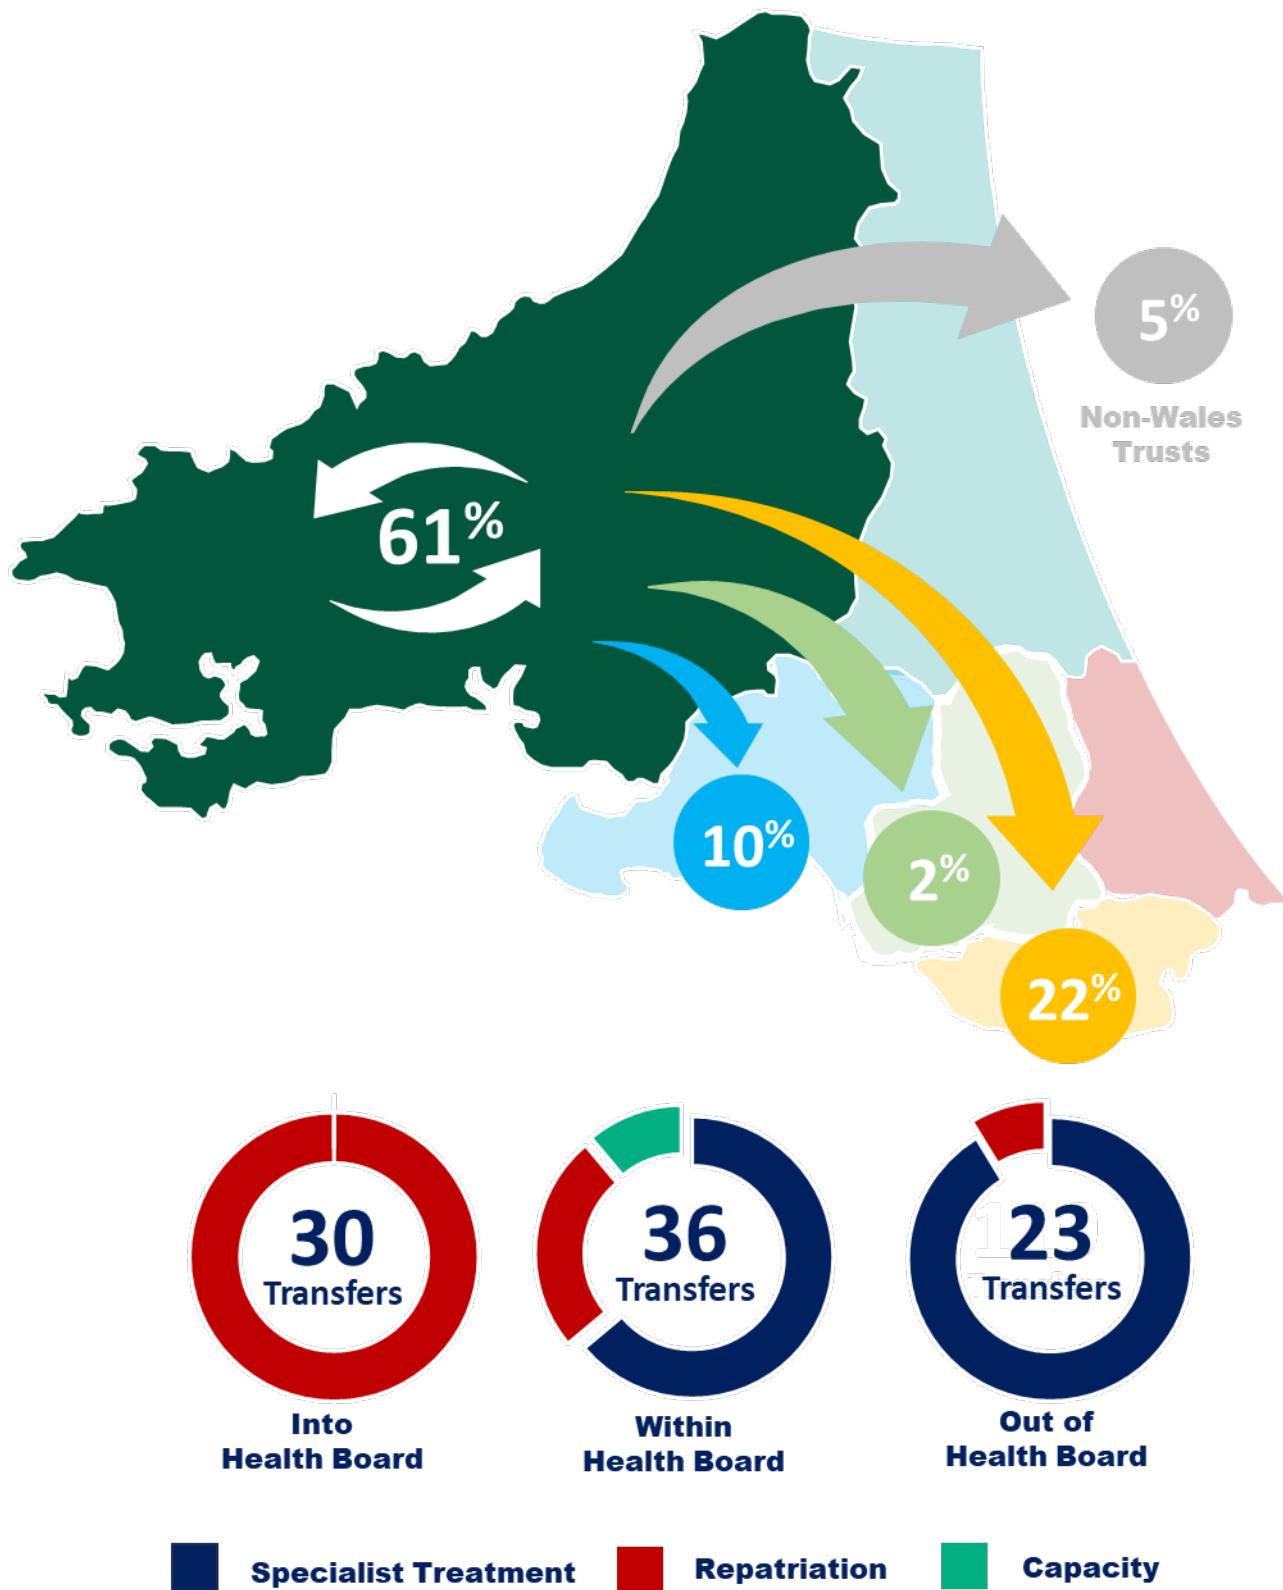 5%
Non-Wales
Trusts
61%
10%
2%
22%
30
Transfers
36
Transfers
23
Transfers
Into
Health Board
Within
Health Board
Out of
Health Board
Specialist Treatment
Repatriation
Capacity